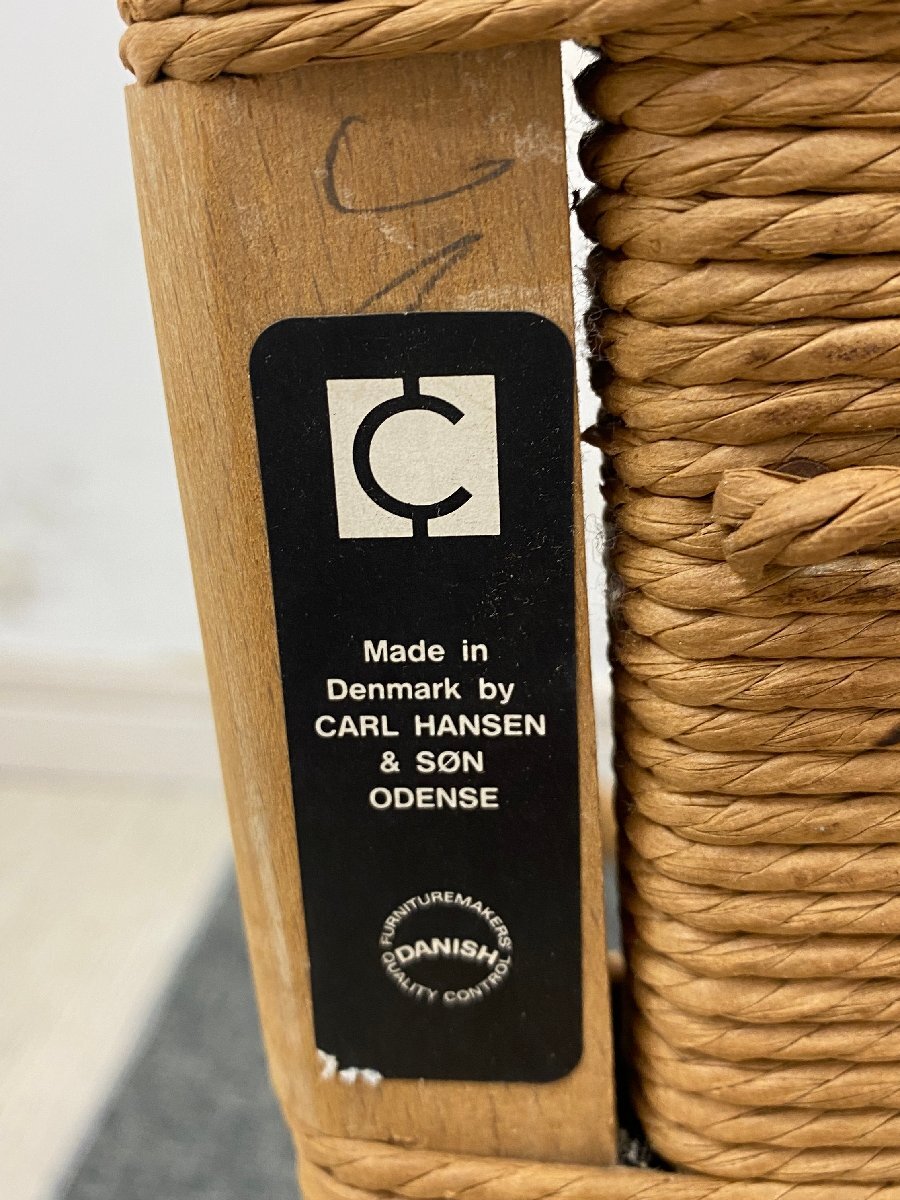 C
Made in
Denmark by
CARL HANSEN
& SØN
ODENSE
FURNITUREMAKERS'
DANISH
QUALITY CONTROL